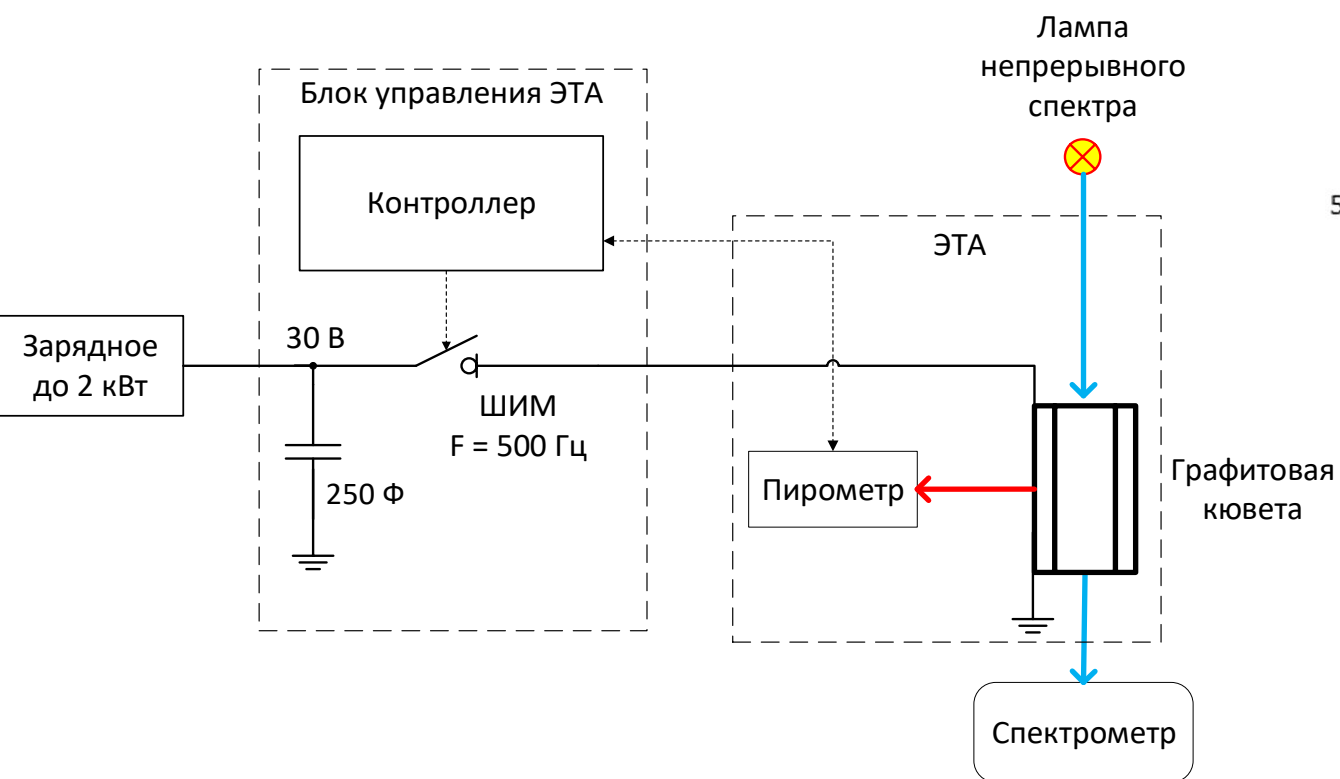 Лампа
непрерывного
спектра
Блок управления ЭТА
Контроллер
5
ЭТА
Зарядное
до 2 кВт
30 В
ШИМ
F = 500 Гц
250 Ф
Пирометр
Графитовая
кювета
Спектрометр